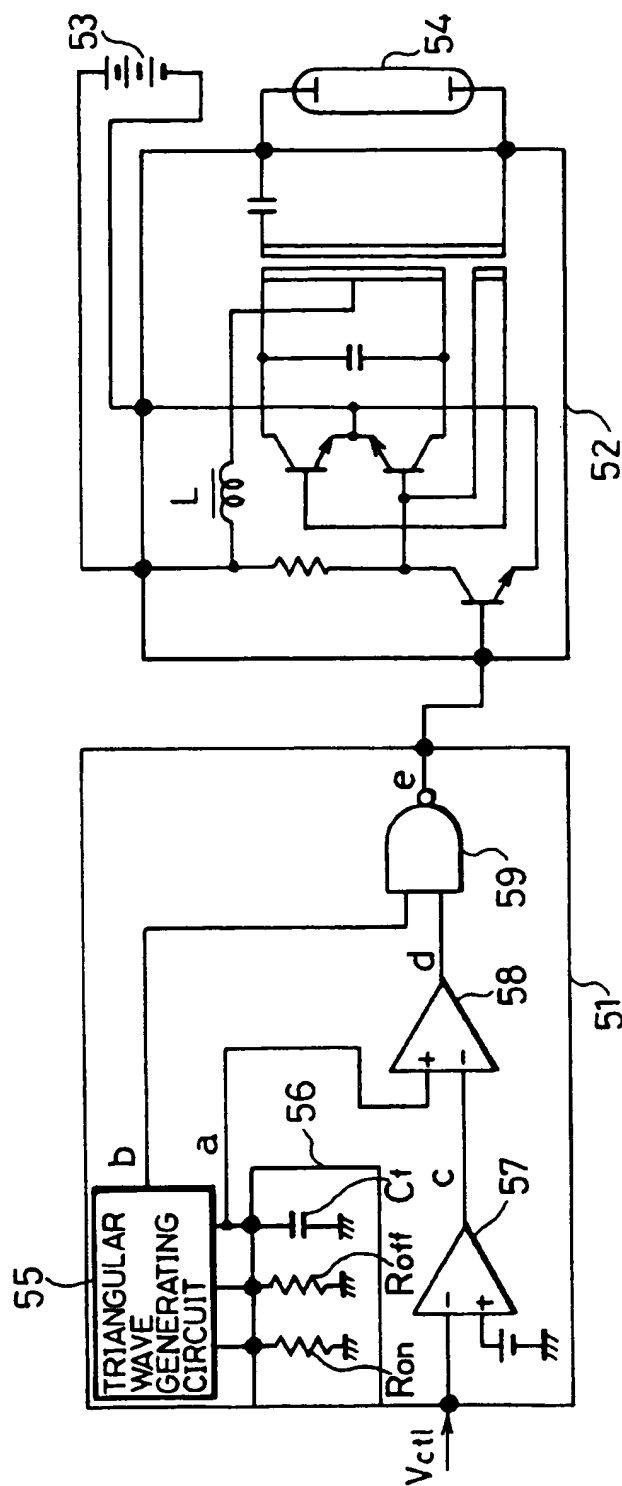 55
TRIANGULAR
WAVE
GENERATING
CIRCUIT
b
a
56
Ct
Roff
Ron
Vctl
-
+
57
c
+
-
58
d
59
e
51
L
52
53
54